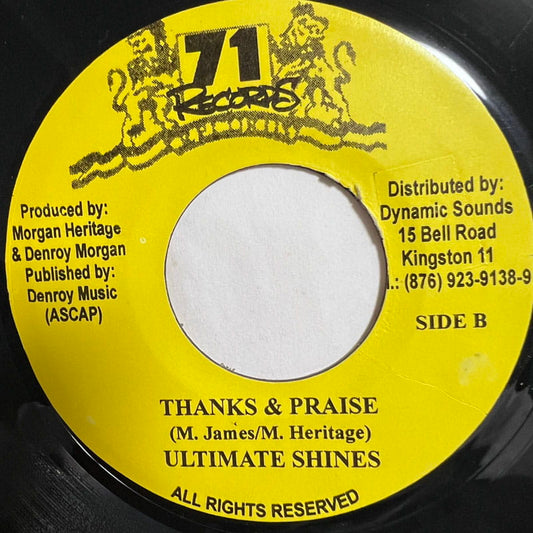 71
RECORDS
Produced by:
Morgan Heritage
& Denroy Morgan
Published by:
Denroy Music
(ASCAP)
Distributed by:
Dynamic Sounds
15 Bell Road
Kingston 11
.: (876) 923-9138-9
SIDE B
THANKS & PRAISE
(M. James/M. Heritage)
ULTIMATE SHINES
ALL RIGHTS RESERVED